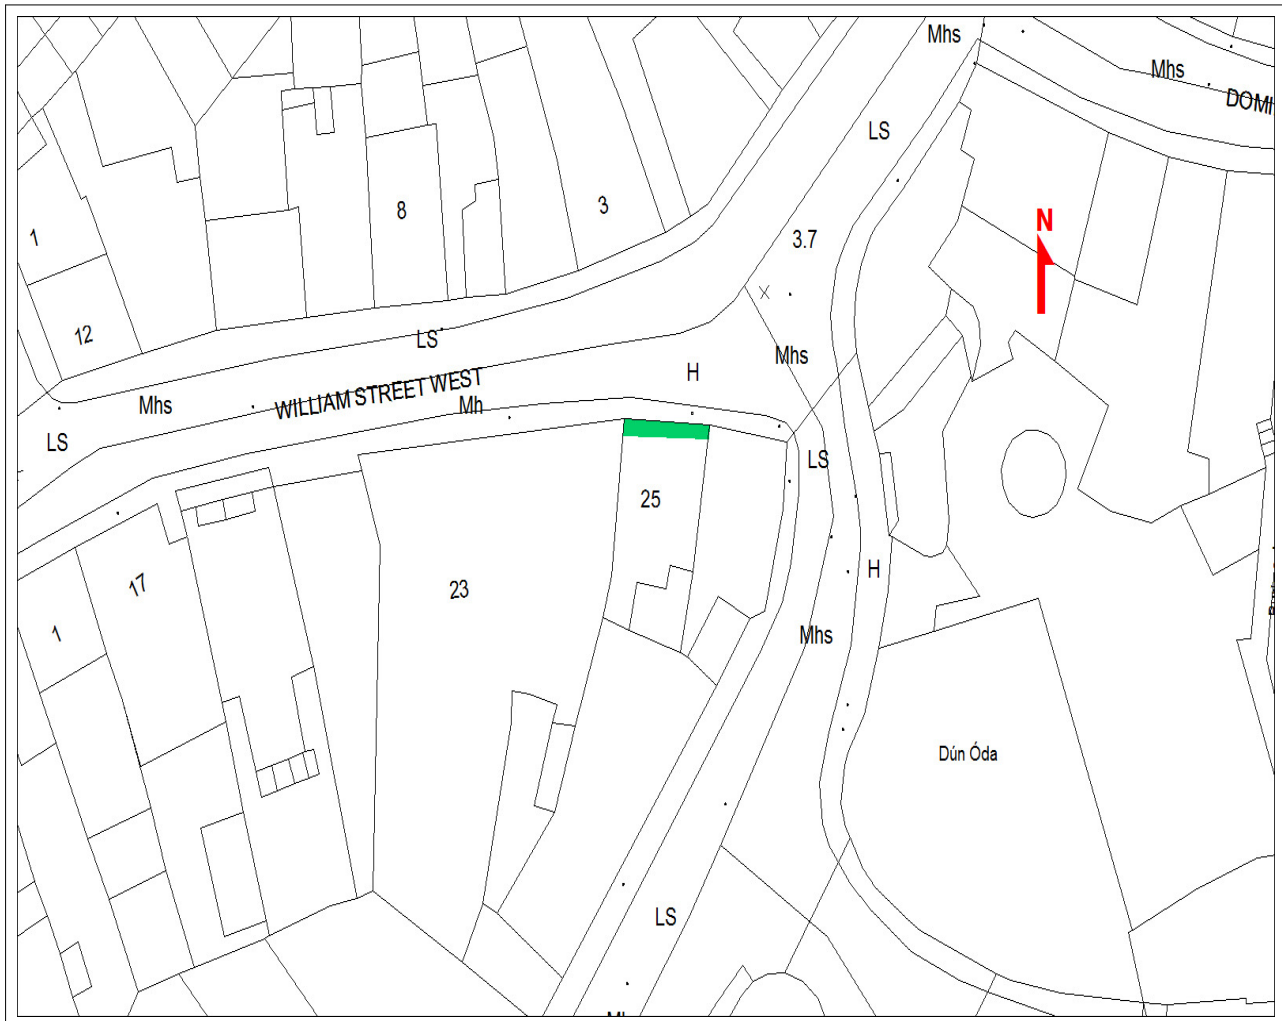 Mhs
Mhs
DOMI
LS
8
3
N
1
3.7
12
LS
Mhs
H
WILLIAM STREET WEST
Mhs
Mh
LS
LS
25
H
17
23
1
Mhs
Dún Óda
LS